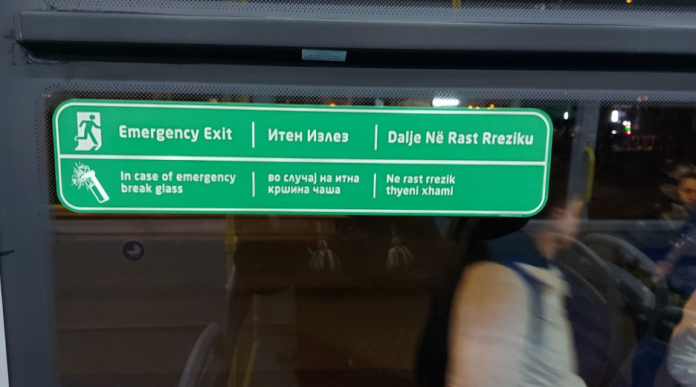 Emergency Exit | Итен Излез | Dalje Në Rast Rreziku
In case of emergency | во случај на итна | Ne rast rrezik
break glass | кршина чаша | thyeni xhami